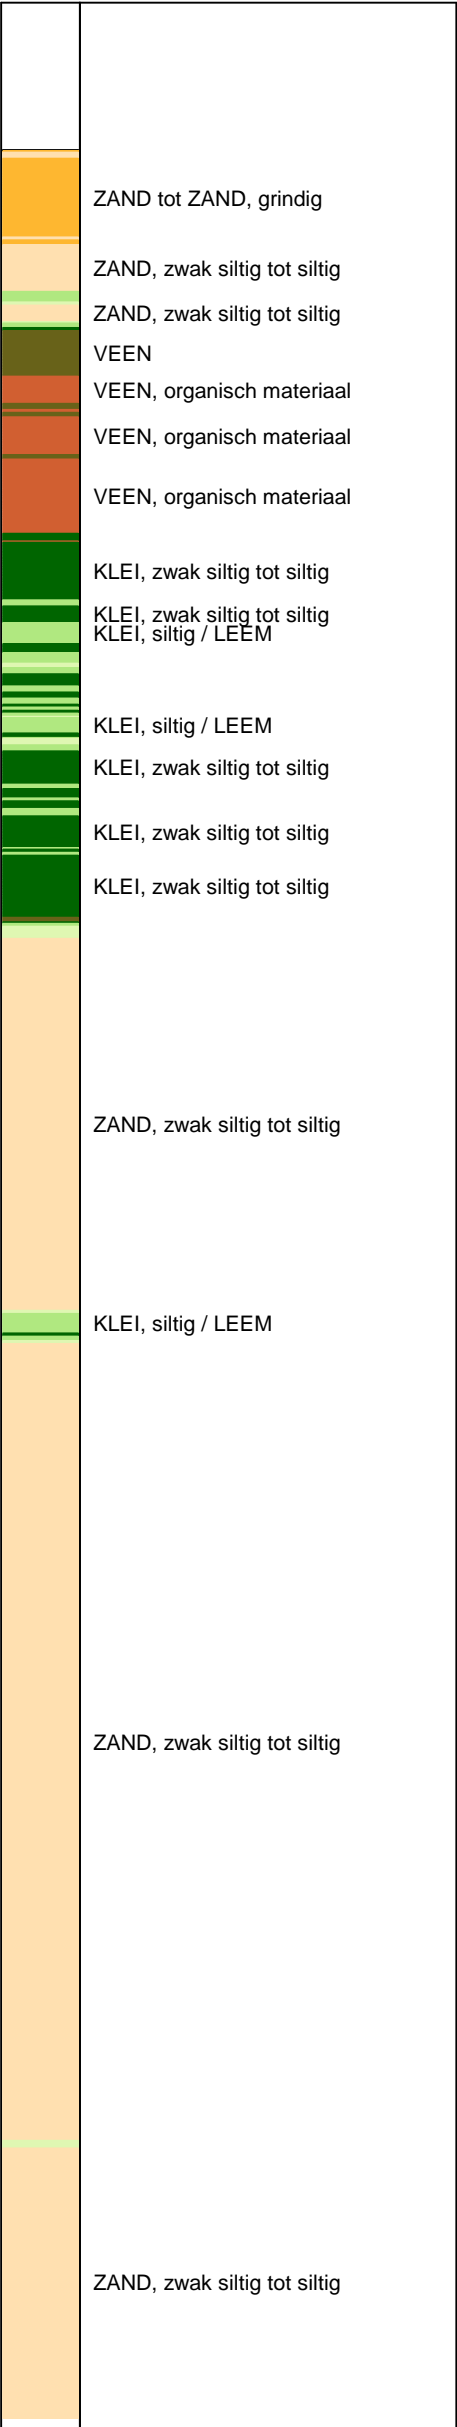 ZAND tot ZAND, grindig
ZAND, zwak siltig tot siltig
ZAND, zwak siltig tot siltig
VEEN
VEEN, organisch materiaal
VEEN, organisch materiaal
VEEN, organisch materiaal
KLEI, zwak siltig tot siltig
KLEI, zwak siltig tot siltig
KLEI, siltig / LEEM
KLEI, siltig / LEEM
KLEI, zwak siltig tot siltig
KLEI, zwak siltig tot siltig
KLEI, zwak siltig tot siltig
ZAND, zwak siltig tot siltig
KLEI, siltig / LEEM
ZAND, zwak siltig tot siltig
ZAND, zwak siltig tot siltig